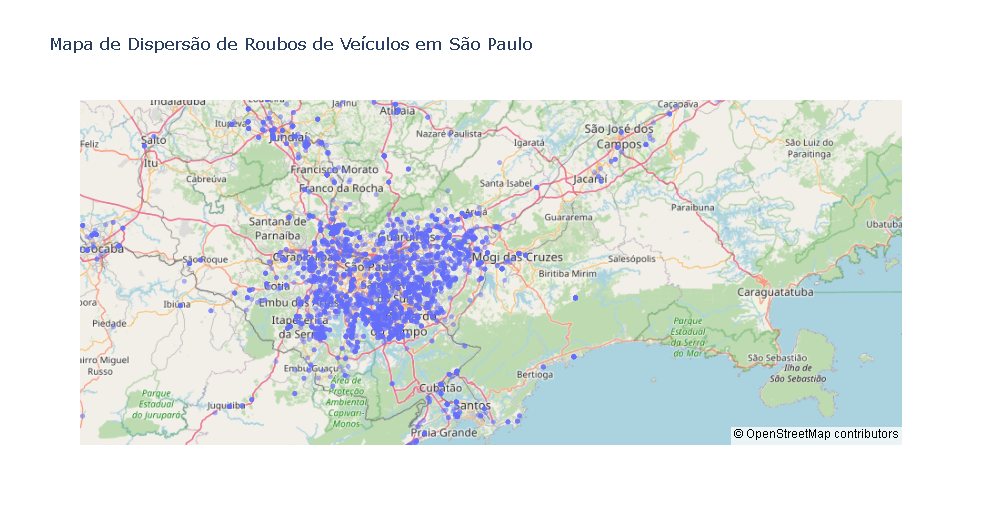 Mapa de Dispersão de Roubos de Veículos em São Paulo
Indaiatuba
Jarinu
Atibaia
Caçapava
Itupeva
Jundiaí
Nazaré Paulista
São José dos
Campos
Feliz
Salto
Igaratá
São Luiz do
Paraitinga
Itu
Francisco Morato
Cabreúva
Franco da Rocha
Santa Isabel
Jacareí
Paraibuna
Arujá
Guararema
Santana de
Parnaíba
Ubatuba
Guarulhos
São Roque
Mogi das Cruzes
Salesópolis
São Paulo
Biritiba Mirim
Cotia
Caraguatatuba
Ibiúna
Embu das Artes
Piedade
Itapecerica
da Serra
Parque
Estadual
da Serra
do Mar
São Sebastião
Ilha de
São Sebastião
Embu-Guaçu
Bertioga
Russo
Área de
Proteção
Ambiental
Capivari-
Monos
Cubatão
Parque
Estadual
do Jurupará
Juquitiba
Santos
Praia Grande
© OpenStreetMap contributors